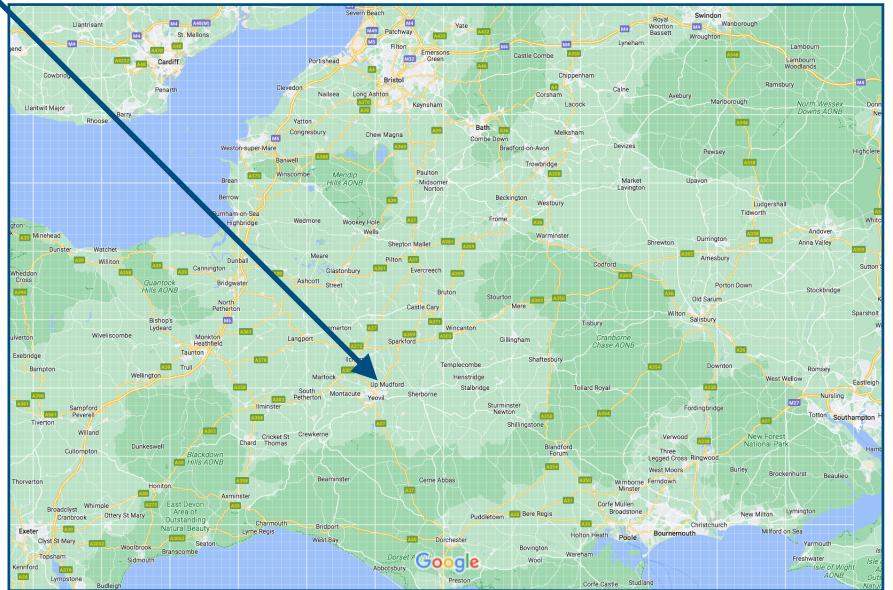 Severn Beach
Llantrisant
M4
A48(M)
St. Mellons
Cardiff
Cowbridge
Penarth
Llantwit Major
Barry
Rhoose
Patchway
Yate
Filton
Emersons Green
Portishead
Bristol
Castle Combe
Royal Wootton Bassett
Swindon
Wanborough
Wroughton
Lyneham
Lambourn
Lambourn Woodlands
Chippenham
Clevedon
Nailsea
Long Ashton
Keynsham
Corsham
Calne
Lacock
Avebury
Marlborough
Ramsbury
North Wessex Downs AONB
Yatton
Congresbury
Chew Magna
Bath
Combe Down
Bradford-on-Avon
Melksham
Devizes
Pewsey
Highclere
Weston-super-Mare
Banwell
Winscombe
Mendip Hills AONB
Paulton
Midsomer Norton
Trowbridge
Market Lavington
Upavon
Brean
Berrow
Burnham-on-Sea
Highbridge
Wedmore
Wookey Hole
Wells
Beckington
Westbury
Frome
Ludgershall
Tidworth
Minehead
Dunster
Watchet
Williton
Cannington
Dunball
Meare
Shepton Mallet
Warminster
Shrewton
Durrington
Amesbury
Andover
Anna Valley
Wheddon Cross
Quantock Hills AONB
Bridgwater
Ashcott
Glastonbury
Street
Pilton
Evercreech
Codford
Porton Down
Stockbridge
North Petherton
Bruton
Castle Cary
Stourton
Mere
Old Sarum
Wilton
Salisbury
Bishop's Lydeard
Wiveliscombe
Monkton Heathfield
Taunton
Langport
Sparkford
Wincanton
Gillingham
Tisbury
Cranborne Chase AONB
Exebridge
Bampton
Wellington
Trull
Martock
Templecombe
Henstridge
Stalbridge
Shaftesbury
Tollard Royal
Downton
West Wellow
Romsey
Eastleigh
Sampford Peverell
Tiverton
Ilminster
South Petherton
Montacute
Up Mudford
Yeovil
Sherborne
Sturminster Newton
Shillingstone
Fordingbridge
M27
Nursling
Totton
Southampton
Willand
Cullompton
Dunkeswell
Blackdown Hills AONB
Chard
Cricket St Thomas
Crewkerne
Blandford Forum
Verwood
Three Legged Cross
Ringwood
New Forest National Park
Thorverton
Honiton
Axminster
Beaminster
Cerne Abbas
West Moors
Wimborne Minster
Ferndown
Burley
Brockenhurst
Beaulieu
Broadclyst
Cranbrook
Whimple
Ottery St Mary
East Devon Area of Outstanding Natural Beauty
Charmouth
Lyme Regis
Bridport
Puddletown
Bere Regis
Corfe Mullen
Broadstone
New Milton
Lymington
Exeter
Clyst St Mary
Topsham
Woolbrook
Sidmouth
Seaton
Branscombe
West Bay
Dorchester
Holton Heath
Poole
Bournemouth
Christchurch
Milford on Sea
Yarmouth
Kennford
Lympstone
Budleigh
Abbotsbury
Google
Preston
Bovington
Wool
Wareham
Corfe Castle
Studland
Freshwater
Isle of Wight AONB